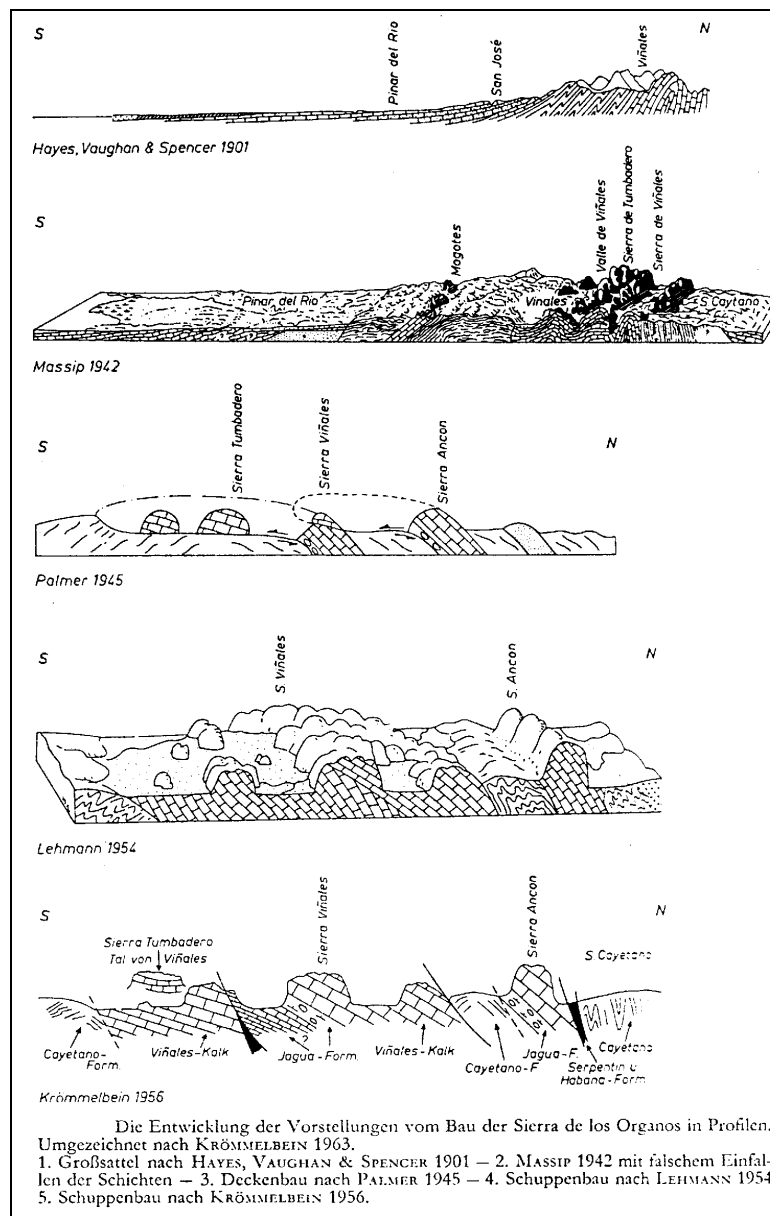 S
N
Pinar del Rio
San José
Viñales
Hayes, Vaughan & Spencer 1901
S
Mogotes
Valle de Viñales
Sierra de Tumbadero
Sierra de Viñales
Pinar del Rio
Vinales
S. Caytano
Massip 1942
S
N
Sierra Tumbadero
Sierra Viñales
Sierra Ancon
Palmer 1945
S
N
S. Viñales
S. Ancon
Lehmann 1954
S
N
Sierra Tumbadero
Tal von Viñales
Sierra Viñales
Sierra Ancon
S. Cayetano
?
Cayetano-
Form.
Viñales-Kalk
Jagua-Form.
Viñales-Kalk
Cayetano-F.
Jagua-F.
Serpentin u.
Habana-Form.
Cayetano
Krömmelbein 1956
Die Entwicklung der Vorstellungen vom Bau der Sierra de los Organos in Profilen.
Umgezeichnet nach KRÖMMELBEIN 1963.
1. Großsattel nach HAYES, VAUGHAN & SPENCER 1901 — 2. MASSIP 1942 mit falschem Einfal-
len der Schichten — 3. Deckenbau nach PALMER 1945 — 4. Schuppenbau nach LEHMANN 1954
5. Schuppenbau nach KRÖMMELBEIN 1956.